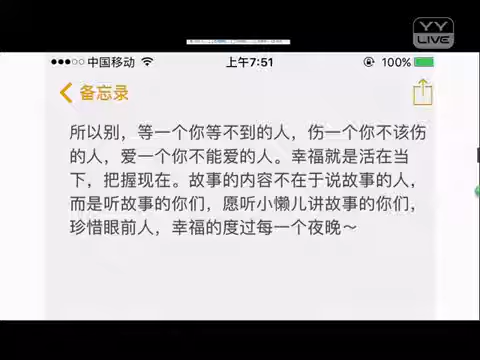 YY
LIVE
中国移动
上午7:51
100%
备忘录
所以别，等一个你等不到的人，伤一个你不该伤
的人，爱一个你不能爱的人。幸福就是活在当
下，把握现在。故事的内容不在于说故事的人，
而是听故事的你们，愿听小懒儿讲故事的你们，
珍惜眼前人，幸福的度过每一个夜晚～